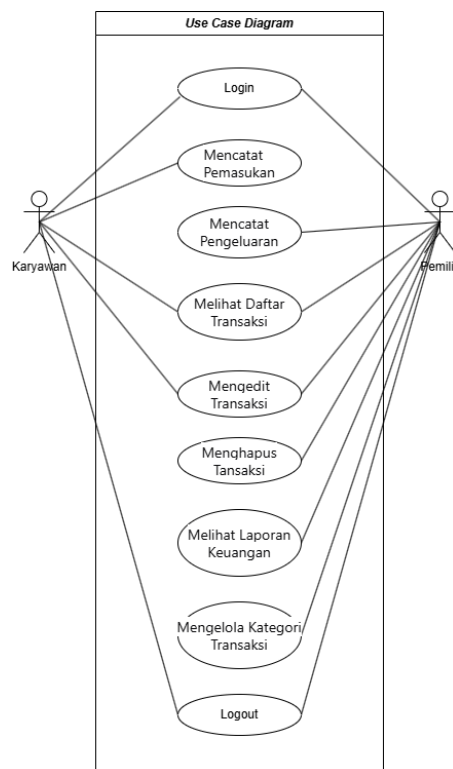 Use Case Diagram
Login
Mencatat
Pemasukan
Mencatat
Pengeluaran
Karyawan
Pemili
Melihat Daftar
Transaksi
Mengedit
Transaksi
Menghapus
Tansaksi
Melihat Laporan
Keuangan
Mengelola Kategori
Transaksi
Logout